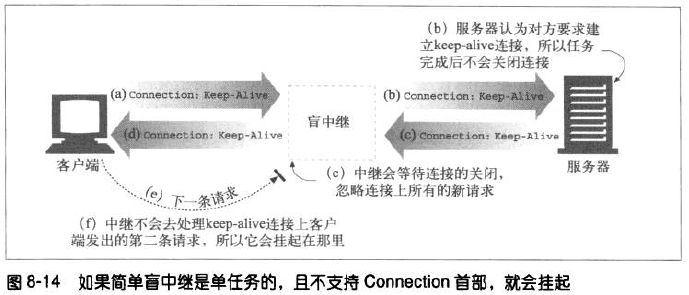 (b) 服务器认为对方要求建
立keep-alive连接，所以任务
完成后不会关闭连接
(a) Connection: Keep-Alive
(b) Connection: Keep-Alive
盲中继
(d) Connection: Keep-Alive
(c) Connection: Keep-Alive
客户端
服务器
(e) 下一条请求
(c) 中继会等待连接的关闭，
忽略连接上所有的新请求
(f) 中继不会去处理keep-alive连接上客户
端发出的第二条请求，所以它会挂起在那里
图 8-14 如果简单盲中继是单任务的，且不支持 Connection 首部，就会挂起